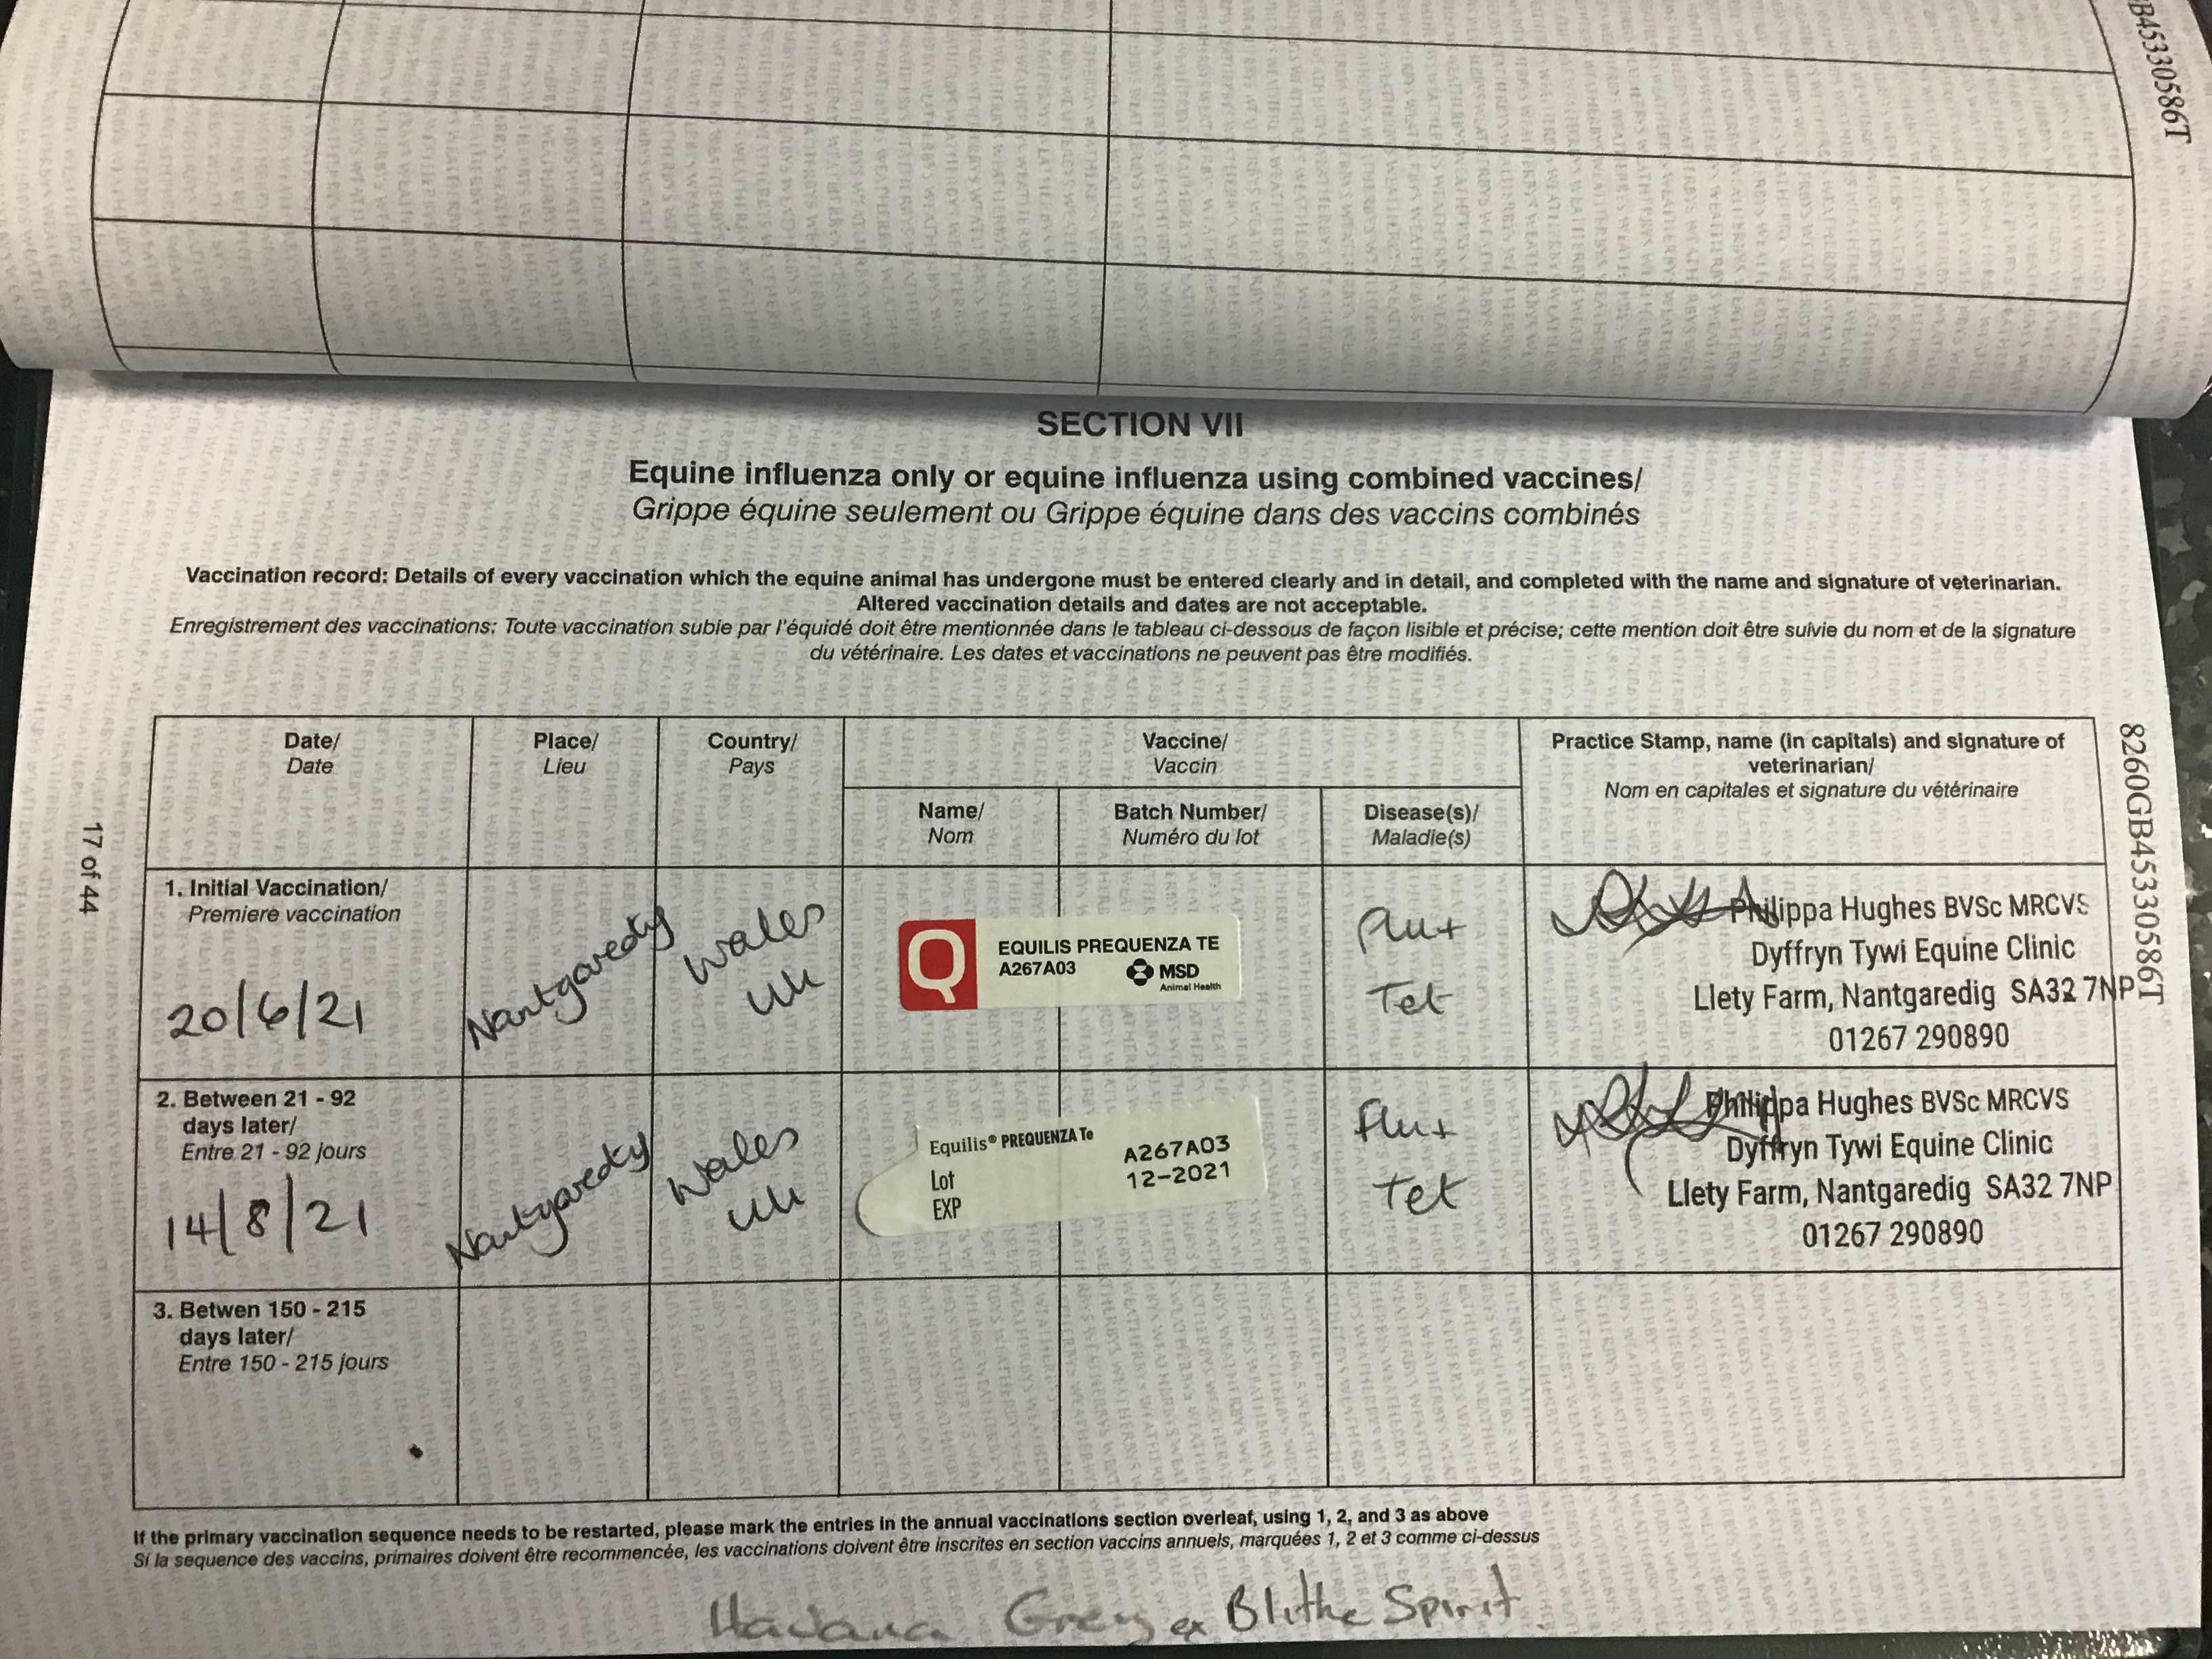 B45330586T
SECTION VII
Equine influenza only or equine influenza using combined vaccines/
Grippe équine seulement ou Grippe équine dans des vaccins combinés
Vaccination record: Details of every vaccination which the equine animal has undergone must be entered clearly and in detail, and completed with the name and signature of veterinarian.
Altered vaccination details and dates are not acceptable.
Enregistrement des vaccinations: Toute vaccination subie par l'équidé doit être mentionnée dans le tableau ci-dessous de façon lisible et précise; cette mention doit être suivie du nom et de la signature
du vétérinaire. Les dates et vaccinations ne peuvent pas être modifiés.
Date/
Date
Place/
Lieu
Country/
Pays
Vaccine/
Vaccin
Practice Stamp, name (in capitals) and signature of
veterinarian/
Nom en capitales et signature du vétérinaire
Name/
Nom
Batch Number/
Numéro du lot
Disease(s)/
Maladie(s)
1. Initial Vaccination/
Premiere vaccination
20/6/21
Nantgaredig
Wales
UK
Q
EQUILIS PREQUENZA TE
A267A03
MSD
Animal Health
Flu+
Tet
Philippa Hughes BVSc MRCVS
Dyffryn Tywi Equine Clinic
Llety Farm, Nantgaredig SA32 7NP
01267 290890
2. Between 21 - 92
days later/
Entre 21 - 92 jours
14/8/21
Nantgaredig
Wales
UK
Equilis® PREQUENZA Te
Lot A267A03
EXP 12-2021
Flu+
Tet
Philippa Hughes BVSc MRCVS
Dyffryn Tywi Equine Clinic
Llety Farm, Nantgaredig SA32 7NP
01267 290890
3. Betwen 150 - 215
days later/
Entre 150 - 215 jours
If the primary vaccination sequence needs to be restarted, please mark the entries in the annual vaccinations section overleaf, using 1, 2, and 3 as above
Si la sequence des vaccins, primaires doivent être recommencée, les vaccinations doivent être inscrites en section vaccins annuels, marquées 1, 2 et 3 comme ci-dessus
Havana Grey ex Blithe Spirit.
17 of 44
8260GB45330586T